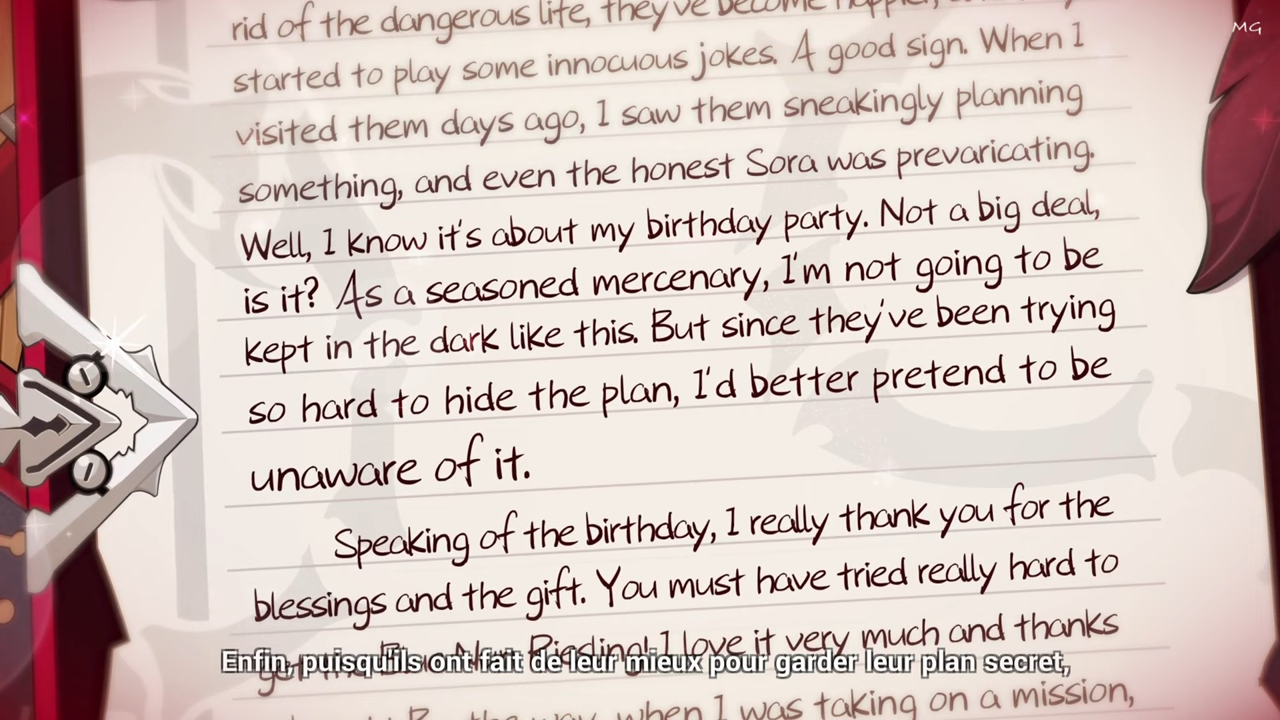 MG
rid of the dangerous life, they've become happier,
started to play some innocuous jokes. A good sign. When I
visited them days ago, I saw them sneakingly planning
something, and even the honest Sora was prevaricating.
Well, I know it's about my birthday party. Not a big deal,
is it? As a seasoned mercenary, I'm not going to be
kept in the dark like this. But since they've been trying
so hard to hide the plan, I'd better pretend to be
unaware of it.
Speaking of the birthday, I really thank you for the
blessings and the gift. You must have tried really hard to
I love it very much and thanks
Enfin, puisqu'ils ont fait de leur mieux pour garder leur plan secret,
the way, when I was taking on a mission,